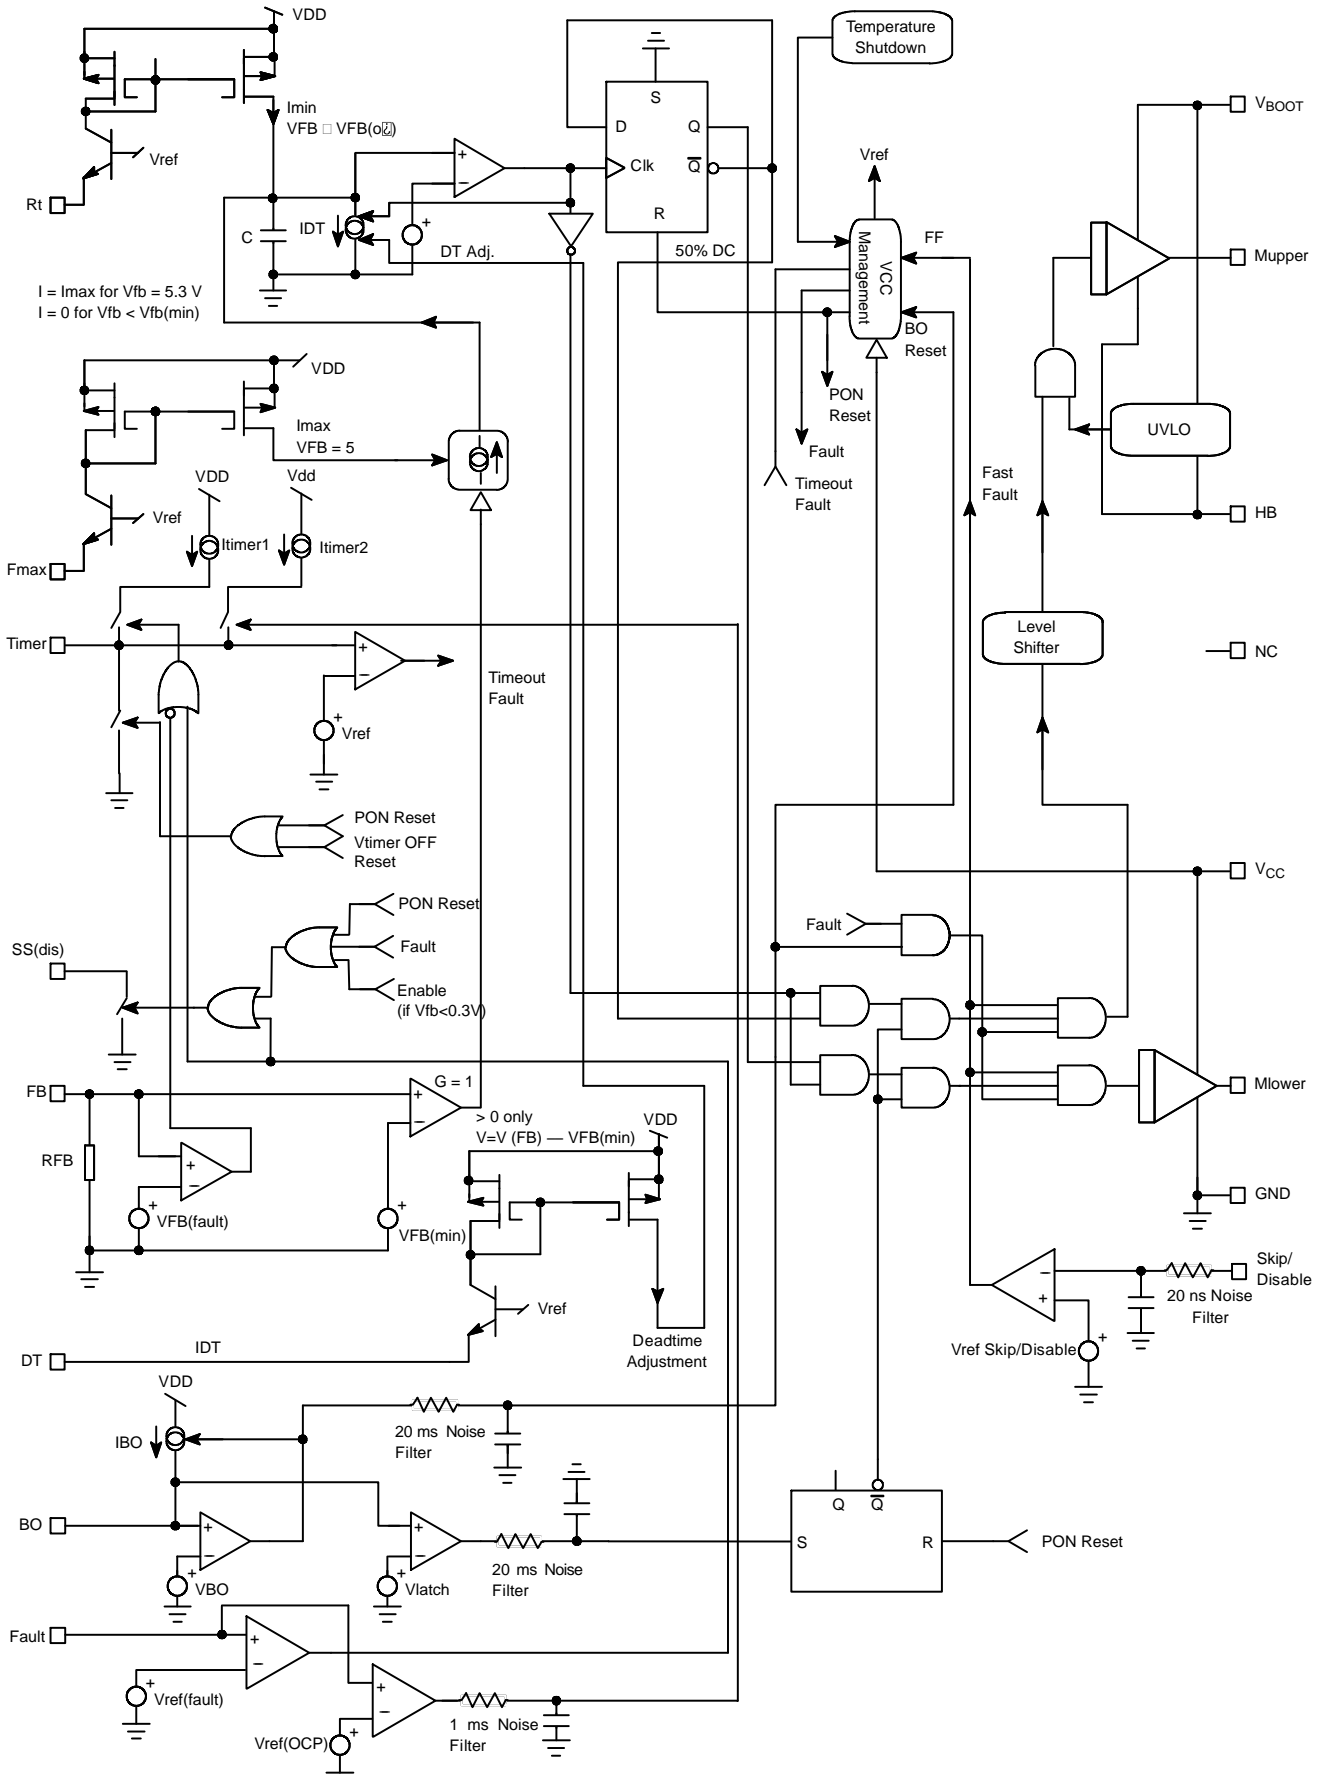 VDD
Temperature
Shutdown
S
D
Q
Clk
Q
R
VBOOT
Imin
VFB
VFB(o
Vref
Rt
+
−
Vref
C
IDT
+
DT Adj.
50% DC
FF
VCC
Management
Mupper
I = Imax for Vfb = 5.3 V
I = 0 for Vfb < Vfb(min)
BO
Reset
VDD
PON
Reset
Imax
VFB = 5
Fault
UVLO
VDD
Vdd
Timeout
Fault
Fast
Fault
Vref
HB
Itimer1
Itimer2
Fmax
Timer
+
−
Level
Shifter
NC
Timeout
Fault
+
Vref
PON Reset
Vtimer OFF
Reset
VCC
PON Reset
Fault
SS(dis)
Fault
Enable
(if Vfb<0.3V)
FB
+
G = 1
−
Mlower
> 0 only
V=V (FB) — VFB(min)
VDD
RFB
+
−
+
VFB(fault)
+
VFB(min)
GND
Vref
−
+
Skip/
Disable
20 ns Noise
Filter
Deadtime
Adjustment
Vref Skip/Disable
+
IDT
DT
VDD
IBO
20 ms Noise
Filter
Q
Q
BO
+
−
+
−
S
R
PON Reset
+
VBO
+
Vlatch
20 ms Noise
Filter
Fault
+
−
+
Vref(fault)
+
−
Vref(OCP)
+
1 ms Noise
Filter